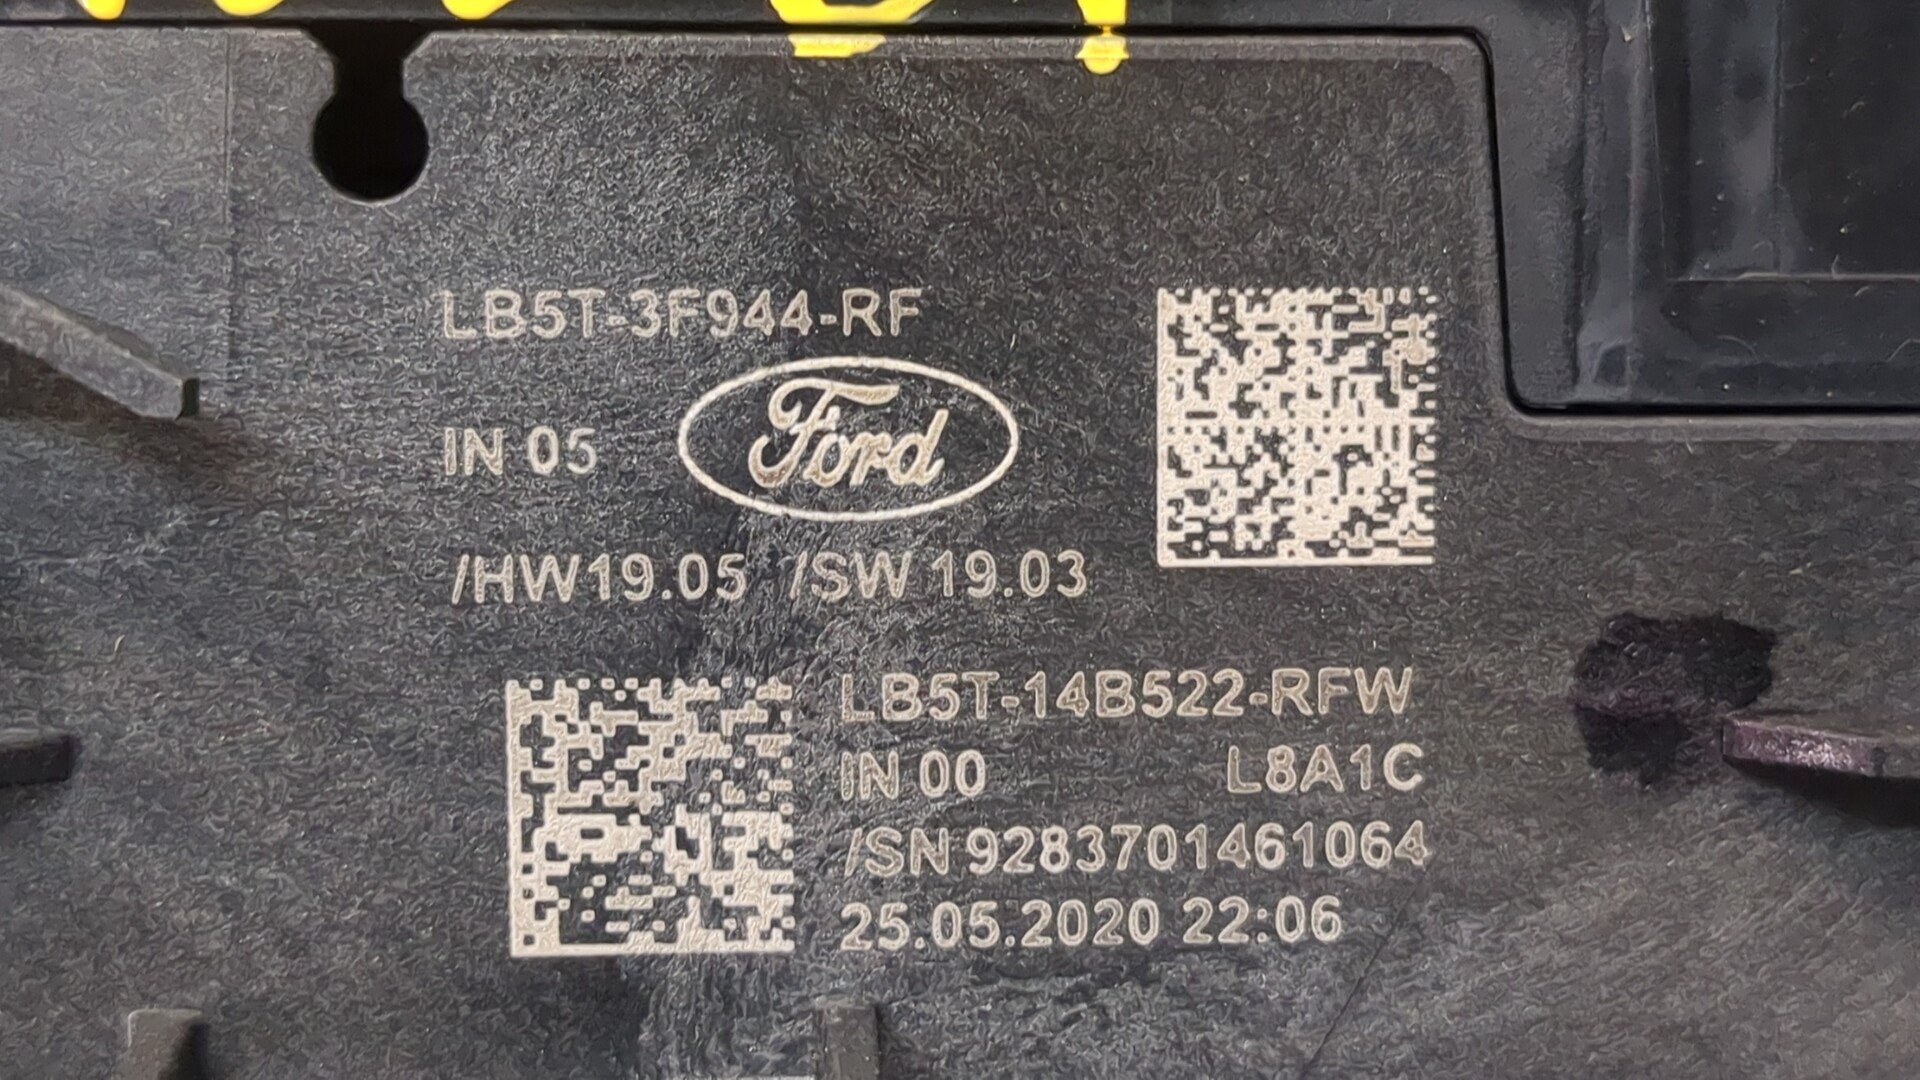 LB5T-3F944-RF
IN 05 Ford
/HW19.05 /SW 19.03
LB5T-14B522-RFW
IN 00 L8A1C
/SN 9283701461064
25.05.2020 22:06